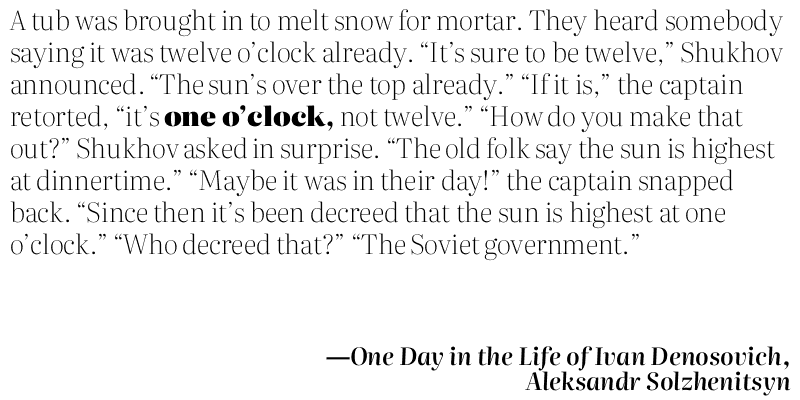 A tub was brought in to melt snow for mortar. They heard somebody
saying it was twelve o’clock already. “It’s sure to be twelve,” Shukhov
announced. “The sun’s over the top already.” “If it is,” the captain
retorted, “it’s one o’clock, not twelve.” “How do you make that
out?” Shukhov asked in surprise. “The old folk say the sun is highest
at dinnertime.” “Maybe it was in their day!” the captain snapped
back. “Since then it’s been decreed that the sun is highest at one
o’clock.” “Who decreed that?” “The Soviet government.”
—One Day in the Life of Ivan Denosovich,
Aleksandr Solzhenitsyn